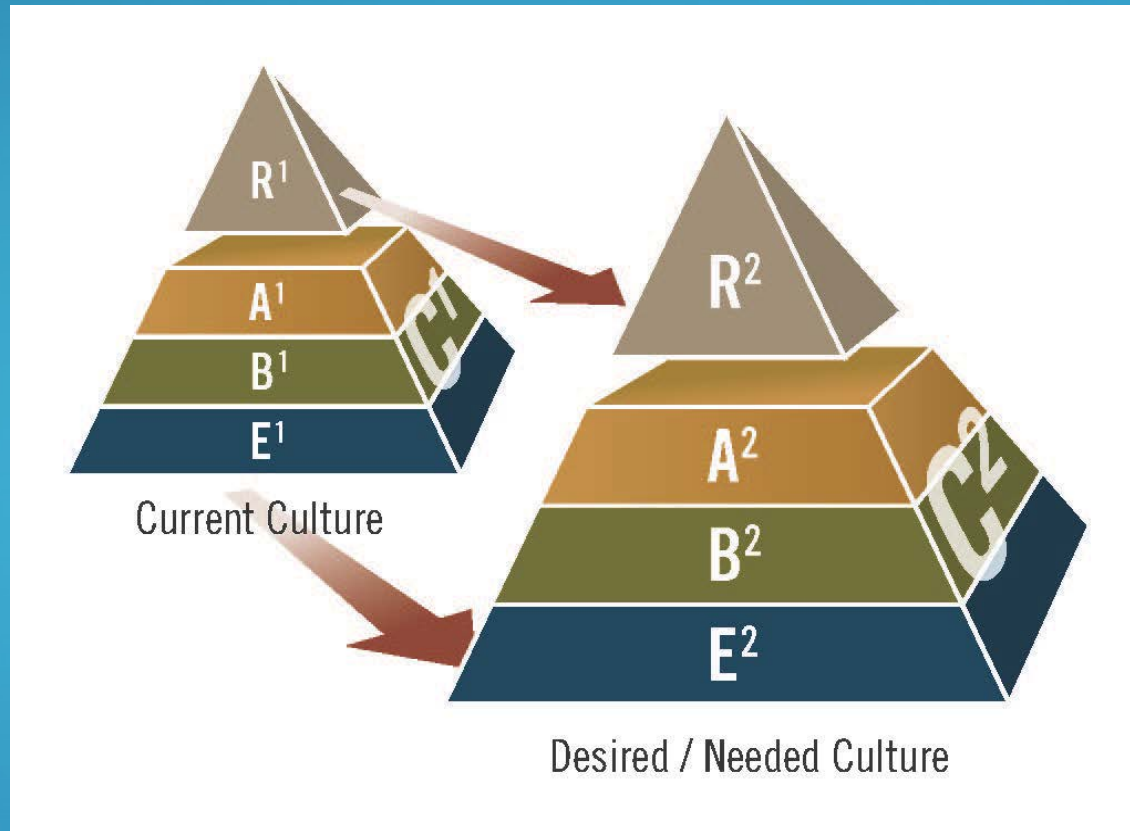 R¹
A¹
B¹
E¹
C¹
Current Culture
R²
A²
B²
E²
C²
Desired / Needed Culture